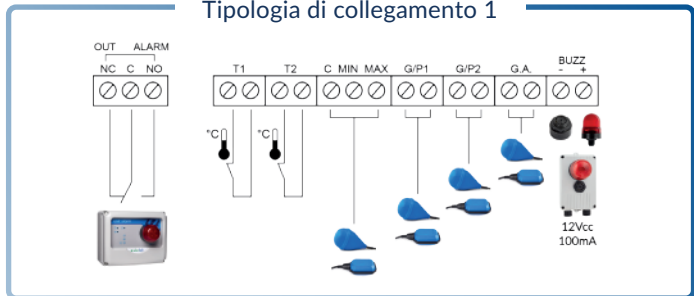 Tipologia di collegamento 1
OUT ALARM
NC C NO
T1
T2
C MIN MAX
G/P1
G/P2
G.A.
BUZZ
- +
°C
°C
12Vcc
100mA